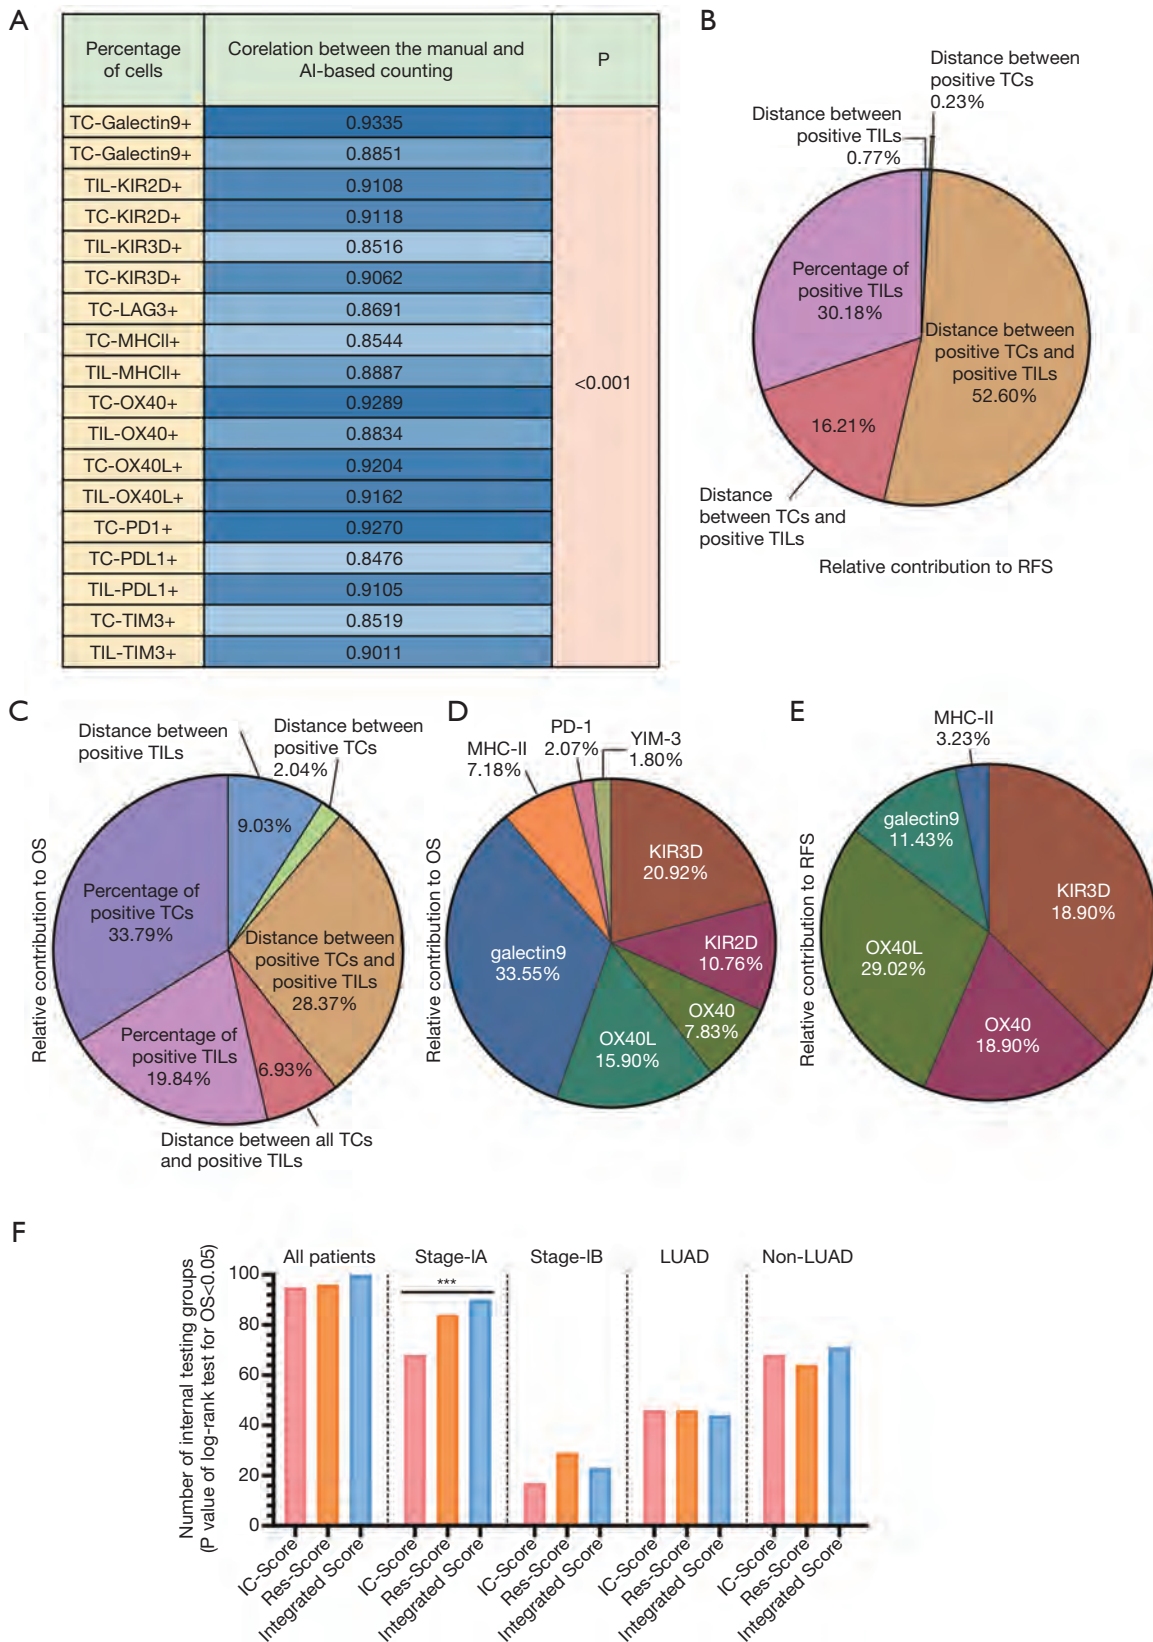 A
Percentage
of cells
Corelation between the manual and
AI-based counting
P
TC-Galectin9+
0.9335
TC-Galectin9+
0.8851
TIL-KIR2D+
0.9108
TC-KIR2D+
0.9118
TIL-KIR3D+
0.8516
TC-KIR3D+
0.9062
TC-LAG3+
0.8691
TC-MHCII+
0.8544
TIL-MHCII+
0.8887
TC-OX40+
0.9289
TIL-OX40+
0.8834
TC-OX40L+
0.9204
TIL-OX40L+
0.9162
TC-PD1+
0.9270
TC-PDL1+
0.8476
TIL-PDL1+
0.9105
TC-TIM3+
0.8519
TIL-TIM3+
0.9011
<0.001
B
Distance between
positive TCs
0.23%
Distance between
positive TILs
0.77%
Percentage of
positive TILs
30.18%
Distance between
positive TCs and
positive TILs
52.60%
16.21%
Distance
between TCs and
positive TILs
Relative contribution to RFS
C
Relative contribution to OS
Distance between
positive TILs
Distance between
positive TCs
2.04%
9.03%
Percentage of
positive TCs
33.79%
Distance between
positive TCs and
positive TILs
28.37%
Percentage of
positive TILs
19.84%
6.93%
Distance between all TCs
and positive TILs
D
Relative contribution to OS
MHC-II
7.18%
PD-1
2.07%
YIM-3
1.80%
KIR3D
20.92%
KIR2D
10.76%
OX40
7.83%
OX40L
15.90%
galectin9
33.55%
E
Relative contribution to RFS
MHC-II
3.23%
galectin9
11.43%
KIR3D
18.90%
OX40L
29.02%
OX40
18.90%
F
Number of internal testing groups
(P value of log-rank test for OS<0.05)
100
80
60
40
20
0
All patients
Stage-IA
Stage-IB
LUAD
Non-LUAD
***
IC-Score
Res-Score
Integrated Score
IC-Score
Res-Score
Integrated Score
IC-Score
Res-Score
Integrated Score
IC-Score
Res-Score
Integrated Score
IC-Score
Res-Score
Integrated Score